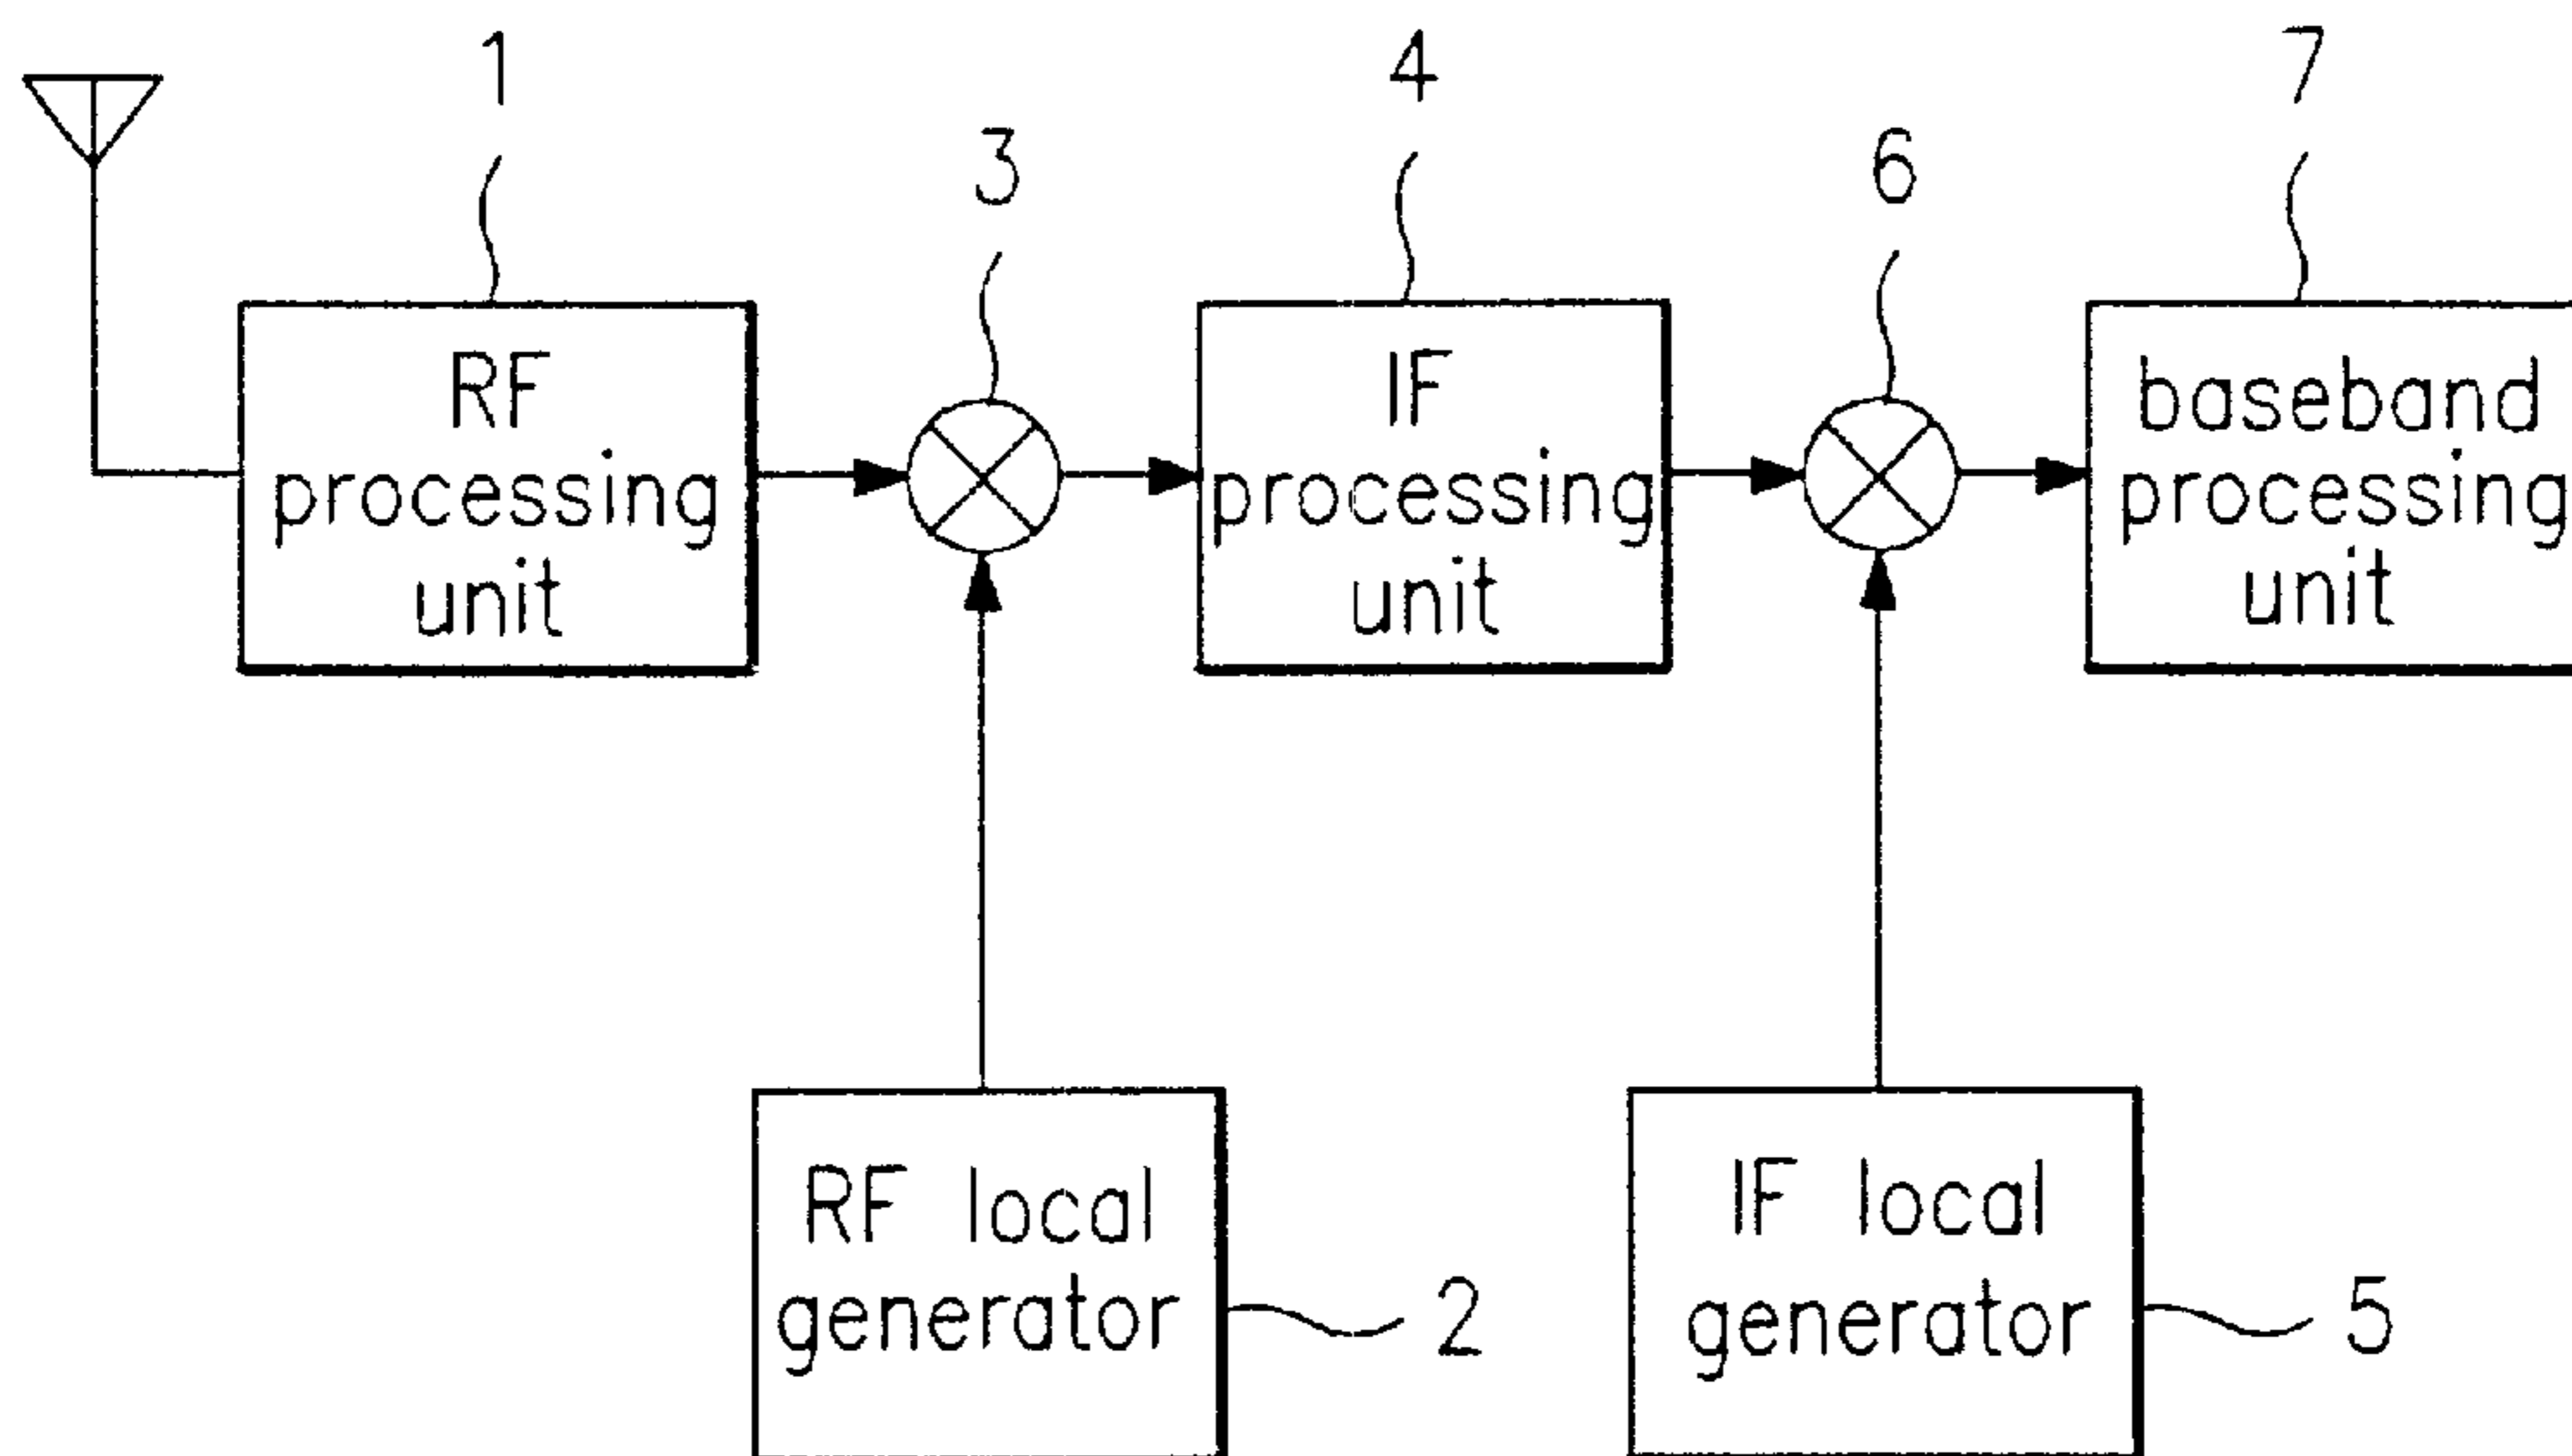 1
4
7
3
6
RF
processing
unit
IF
processing
unit
baseband
processing
unit
RF local
generator
2
IF local
generator
5